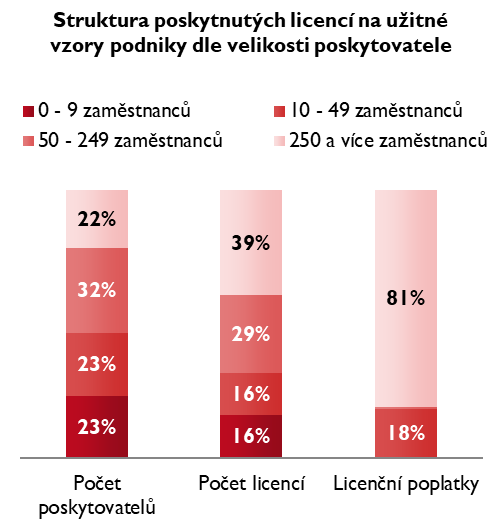 Struktura poskytnutých licencí na užitné
vzory podniky dle velikosti poskytovatele
0 - 9 zaměstnanců
10 - 49 zaměstnanců
50 - 249 zaměstnanců
250 a více zaměstnanců
22%
39%
81%
32%
29%
23%
16%
18%
23%
16%
Počet
poskytovatelů
Počet licencí
Licenční poplatky